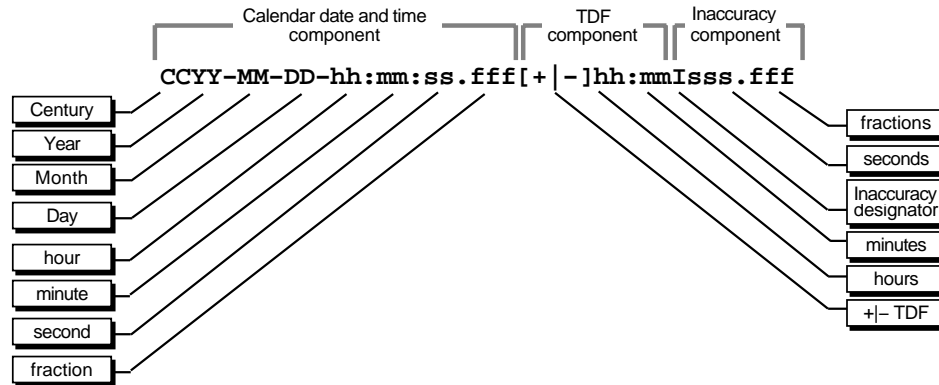 Calendar date and time
component
TDF
component
Inaccuracy
component
CCYY-MM-DD-hh:mm:ss.fff[+|-]hh:mmIsss.fff
Century
Year
Month
Day
hour
minute
second
fraction
fractions
seconds
Inaccuracy
designator
minutes
hours
+|– TDF